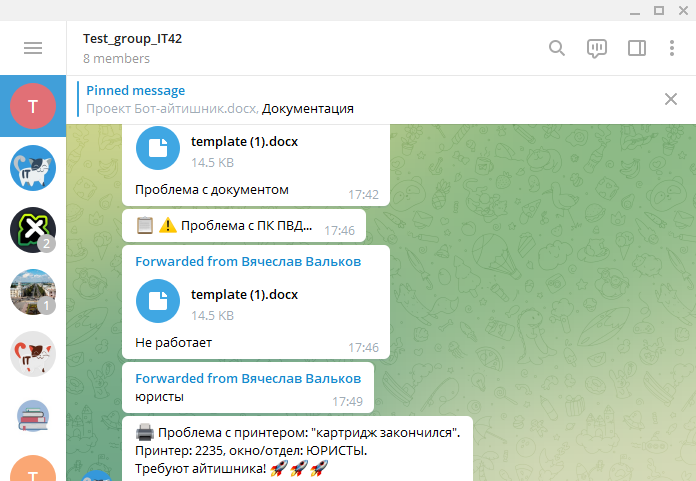 Test_group_IT42
8 members
Pinned message
Проект Бот-айтишник.docx, Документация
T
template (1).docx
14.5 KB
Проблема с документом 17:42
📋 ⚠️ Проблема с ПК ПВД... 17:46
2
Forwarded from Вячеслав Вальков
template (1).docx
1
14.5 KB
Не работает 17:46
IT
Forwarded from Вячеслав Вальков
юристы 17:49
🖨️ Проблема с принтером: "картридж закончился".
Принтер: 2235, окно/отдел: ЮРИСТЫ.
Требуют айтишника! 🚀 🚀 🚀
T